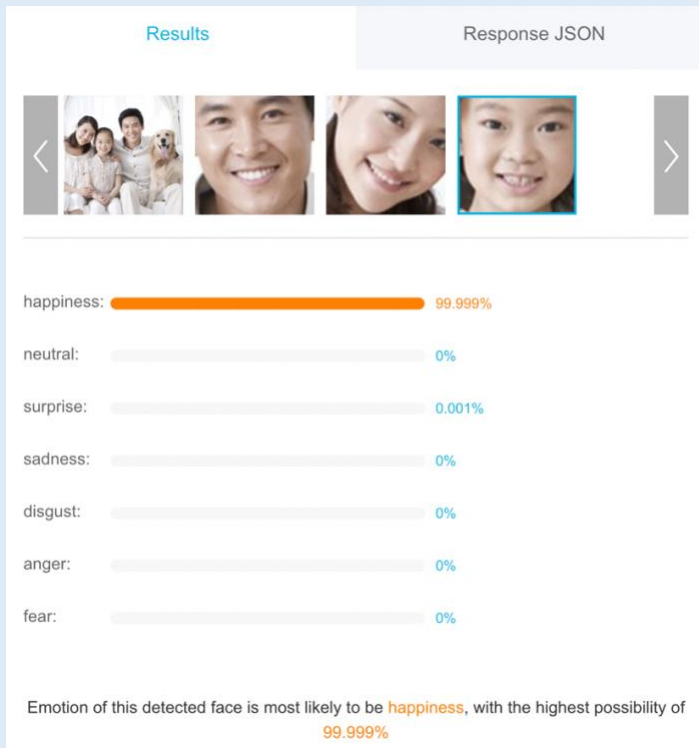 Results
Response JSON
happiness: 99.999%
neutral: 0%
surprise: 0.001%
sadness: 0%
disgust: 0%
anger: 0%
fear: 0%
Emotion of this detected face is most likely to be happiness, with the highest possibility of
99.999%